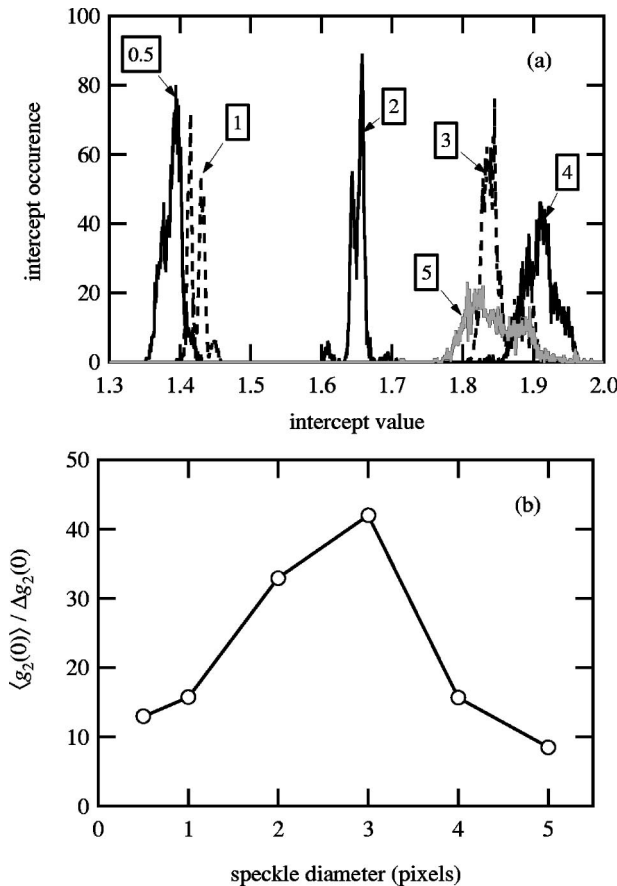 100
(a)
0.5
80
1
2
3
4
60
intercept occurence
40
5
20
0
1.3 1.4 1.5 1.6 1.7 1.8 1.9 2.0
intercept value
50
(b)
40
⟨g₂(0)⟩ / Δg₂(0)
30
20
10
0
0 1 2 3 4 5
speckle diameter (pixels)